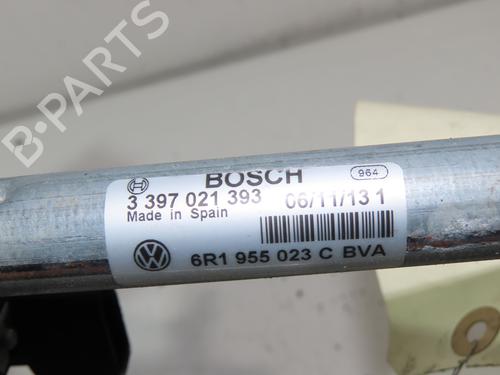 B-PARTS
BOSCH
964
3 397 021 393 06/11/13 1
Made in Spain
6R1 955 023 C BVA